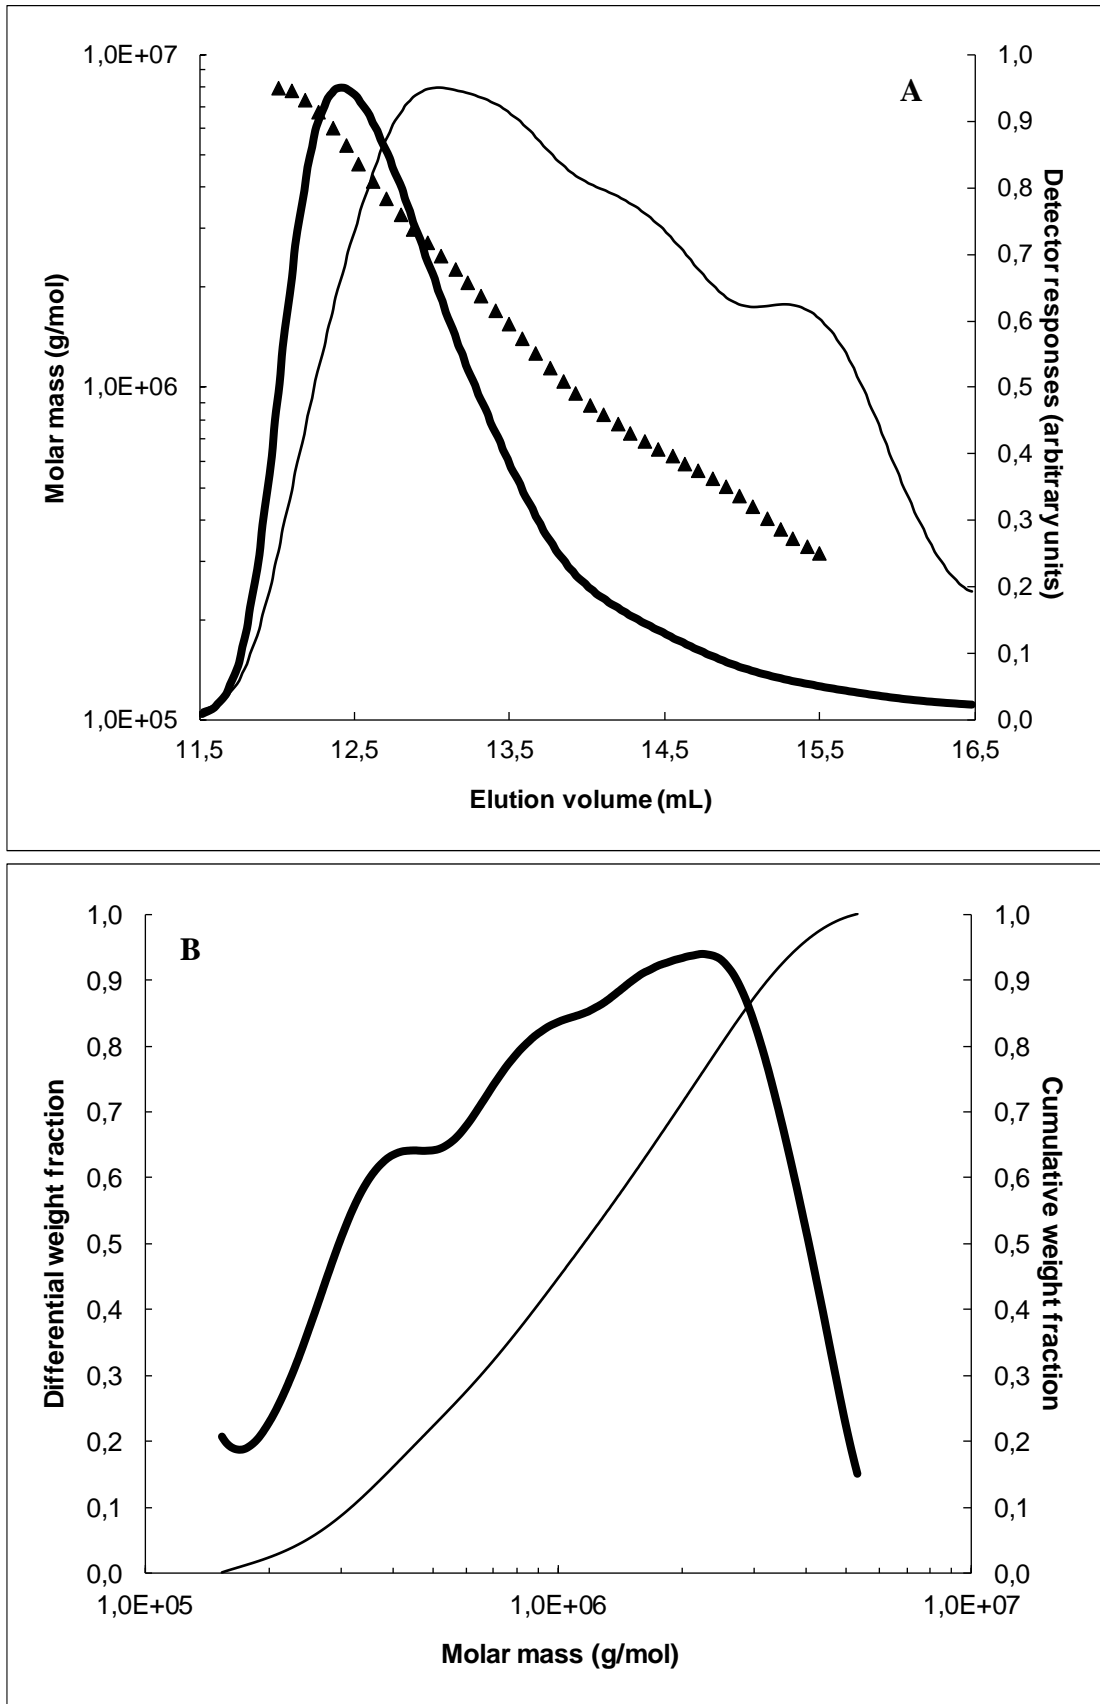 A
1,0E+07
1,0E+06
1,0E+05
Molar mass (g/mol)
1,0
0,9
0,8
0,7
0,6
0,5
0,4
0,3
0,2
0,1
0,0
Detector responses (arbitrary units)
11,5 12,5 13,5 14,5 15,5 16,5
Elution volume (mL)
B
1,0
0,9
0,8
0,7
0,6
0,5
0,4
0,3
0,2
0,1
0,0
Differential weight fraction
1,0
0,9
0,8
0,7
0,6
0,5
0,4
0,3
0,2
0,1
0,0
Cumulative weight fraction
1,0E+05 1,0E+06 1,0E+07
Molar mass (g/mol)